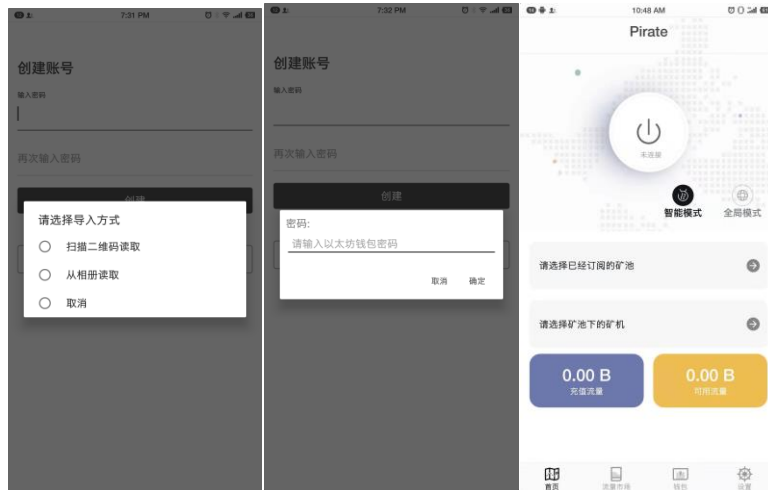 7:31 PM
创建账号
输入密码
再次输入密码
创建
请选择导入方式
扫描二维码读取
从相册读取
取消
7:32 PM
创建账号
输入密码
再次输入密码
创建
密码:
请输入以太坊钱包密码
取消 确定
10:48 AM
Pirate
未连接
智能模式 全局模式
请选择已经订阅的矿池
请选择矿池下的矿机
0.00 B 0.00 B
充值流量 可用流量
首页 流量市场 钱包 设置